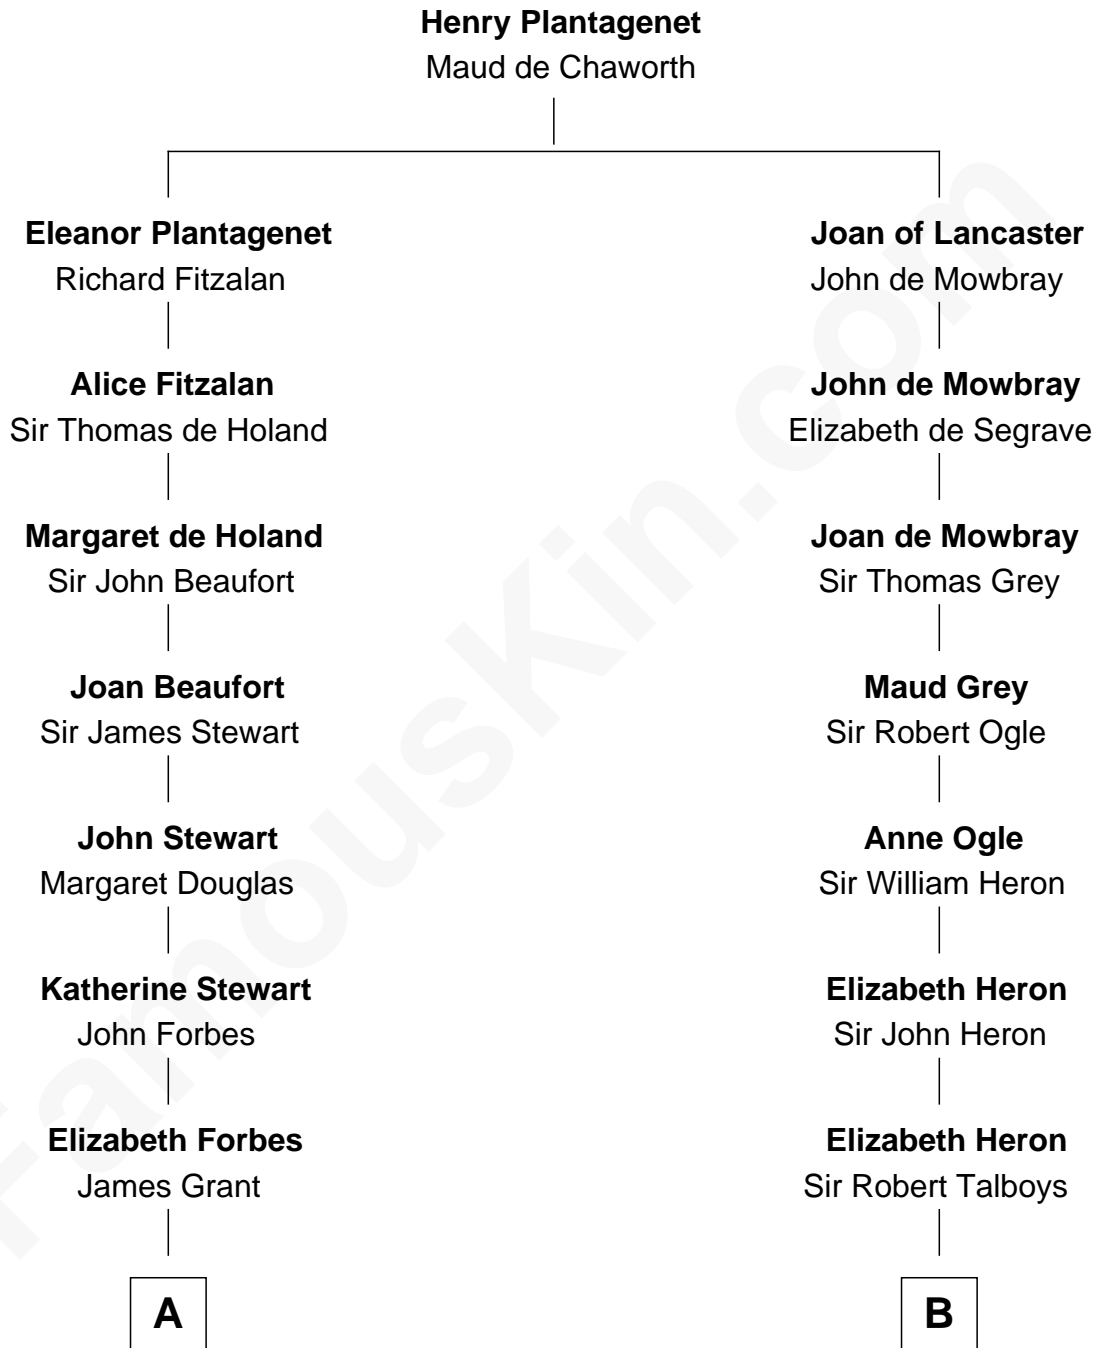 Henry Plantagenet
Maud de Chaworth
Eleanor Plantagenet
Richard Fitzalan
Joan of Lancaster
John de Mowbray
Alice Fitzalan
Sir Thomas de Holand
John de Mowbray
Elizabeth de Segrave
Margaret de Holand
Sir John Beaufort
Joan de Mowbray
Sir Thomas Grey
Joan Beaufort
Sir James Stewart
Maud Grey
Sir Robert Ogle
John Stewart
Margaret Douglas
Anne Ogle
Sir William Heron
Katherine Stewart
John Forbes
Elizabeth Heron
Sir John Heron
Elizabeth Forbes
James Grant
Elizabeth Heron
Sir Robert Talboys
A
B
FamousKin.com